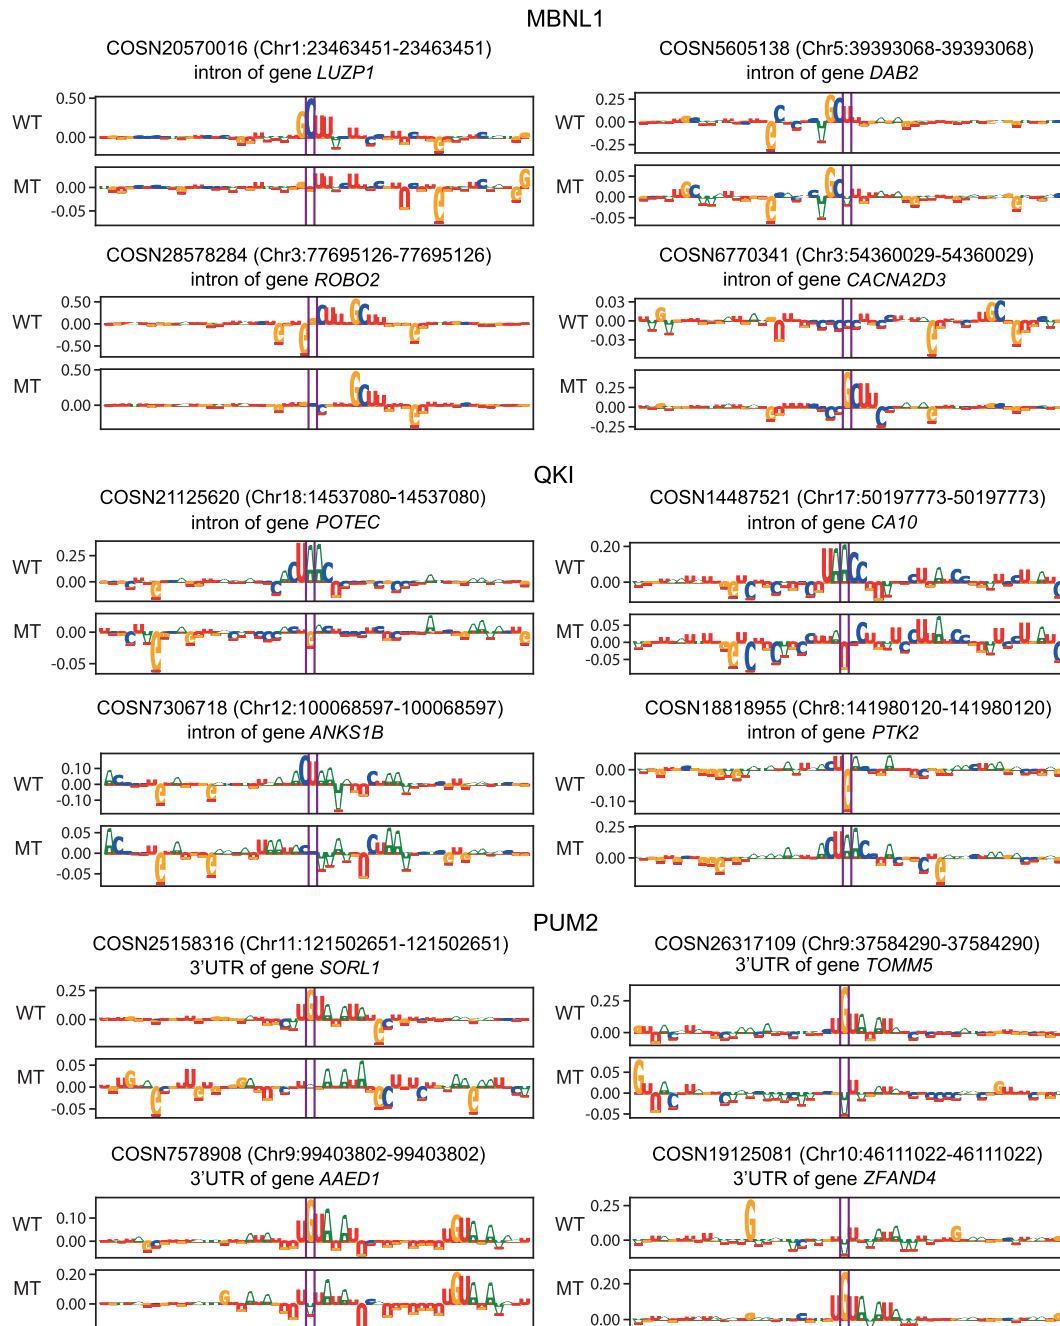 MBNL1
COSN20570016 (Chr1:23463451-23463451)
intron of gene LUZP1
WT
0.50
0.00
MT
0.00
-0.05
COSN5605138 (Chr5:39393068-39393068)
intron of gene DAB2
WT
0.25
0.00
-0.25
MT
0.05
0.00
-0.05
COSN28578284 (Chr3:77695126-77695126)
intron of gene ROBO2
WT
0.50
0.00
-0.50
MT
0.50
0.00
COSN6770341 (Chr3:54360029-54360029)
intron of gene CACNA2D3
WT
0.03
0.00
-0.03
MT
0.25
0.00
-0.25
QKI
COSN21125620 (Chr18:14537080-14537080)
intron of gene POTEC
WT
0.25
0.00
MT
0.00
-0.05
COSN14487521 (Chr17:50197773-50197773)
intron of gene CA10
WT
0.20
0.00
MT
0.05
0.00
-0.05
COSN7306718 (Chr12:100068597-100068597)
intron of gene ANKS1B
WT
0.10
0.00
-0.10
MT
0.05
0.00
-0.05
COSN18818955 (Chr8:141980120-141980120)
intron of gene PTK2
WT
0.00
-0.10
MT
0.25
0.00
PUM2
COSN25158316 (Chr11:121502651-121502651)
3'UTR of gene SORL1
WT
0.25
0.00
MT
0.05
0.00
-0.05
COSN26317109 (Chr9:37584290-37584290)
3'UTR of gene TOMM5
WT
0.25
0.00
MT
0.05
0.00
-0.05
COSN7578908 (Chr9:99403802-99403802)
3'UTR of gene AAED1
WT
0.10
0.00
MT
0.20
0.00
COSN19125081 (Chr10:46111022-46111022)
3'UTR of gene ZFAND4
WT
0.25
0.00
MT
0.20
0.00